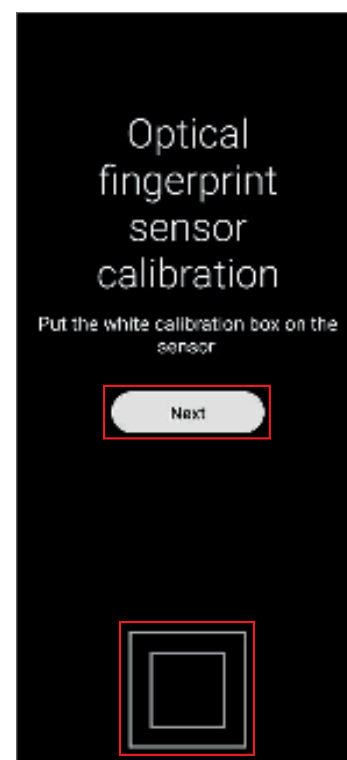 Optical
fingerprint
sensor
calibration
Put the white calibration box on the
sensor
Next